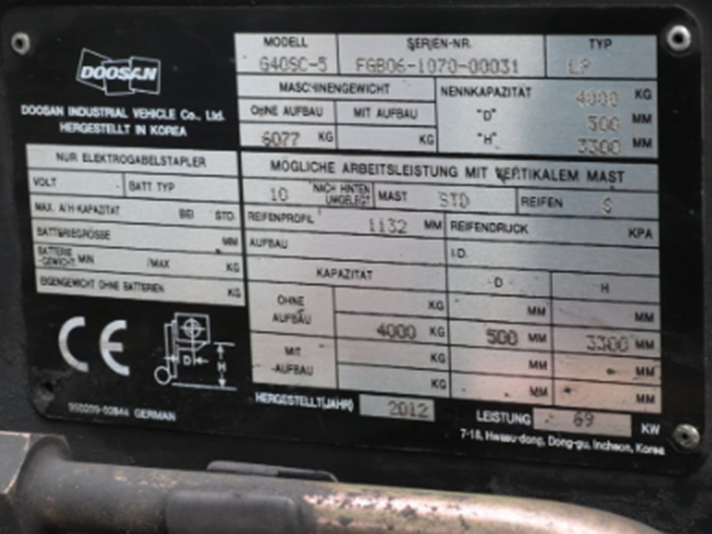 DOOSAN
DOOSAN INDUSTRIAL VEHICLE Co., Ltd.
HERGESTELLT IN KOREA
MODELL SERIEN-NR. TYP
G40SC-5 FGB06-1070-00031 LP
MASCHINENGEWICHT NENNKAPAZITÄT 4000 KG
OHNE AUFBAU MIT AUFBAU "D" 500 MM
6077 KG KG "H" 3300 MM
NUR ELEKTROGABELSTAPLER
VOLT BATT TYP
MAX. A/H-KAPAZITAT BEI STD.
BATTERIEGRÖSSE MM
BATTERIE -GEWICHT MIN /MAX KG
EIGENGEWICHT OHNE BATTERIEN KG
MÖGLICHE ARBEITSLEISTUNG MIT VERTIKALEM MAST
10 NACH HINTEN UMGELEGT MAST STD REIFEN S
REIFENPROFIL 1132 MM REIFENDRUCK KPA
AUFBAU I.D.
KAPAZITÄT D H
OHNE AUFBAU KG MM MM
4000 KG 500 MM 3300 MM
MIT AUFBAU KG MM MM
KG MM MM
CE
D H
GERMAN
HERGESTELLT(JAHR) 2012 LEISTUNG 69 KW
7-18, Hwasu-dong, Dong-gu, Incheon, Korea